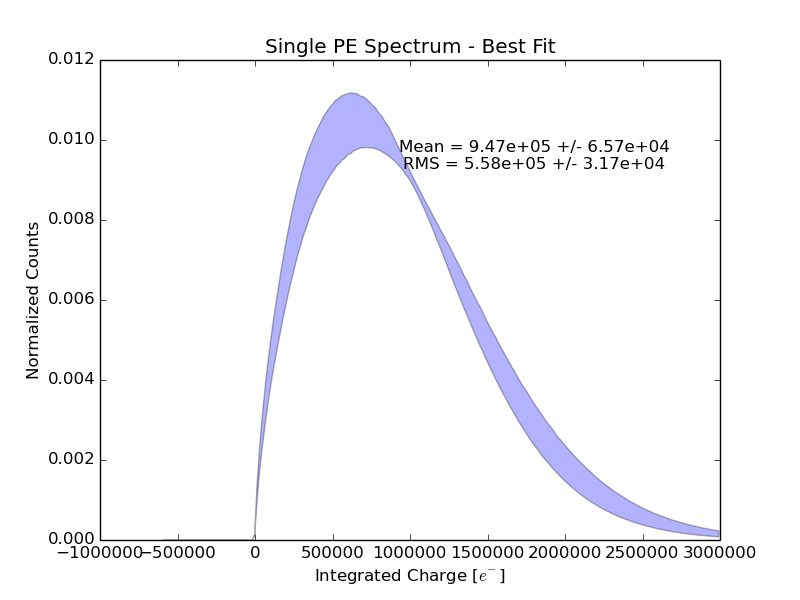 Single PE Spectrum - Best Fit
0.012
0.010
0.008
0.006
0.004
0.002
0.000
Normalized Counts
Mean = 9.47e+05 +/- 6.57e+04
RMS = 5.58e+05 +/- 3.17e+04
−1000000 −500000 0 500000 1000000 1500000 2000000 2500000 3000000
Integrated Charge [e⁻]